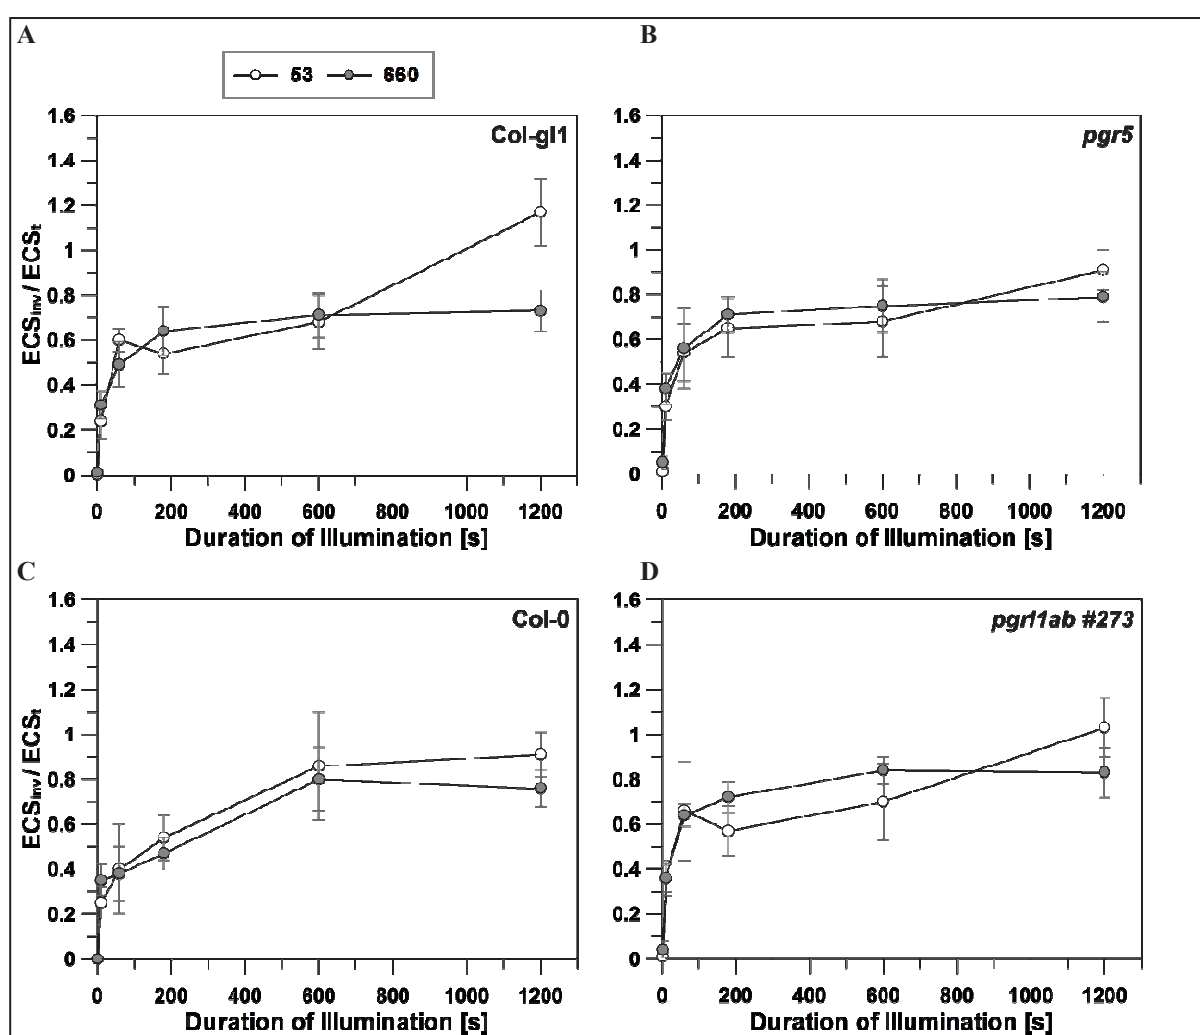 A
B
53 660
1.6
1.4
1.2
1
0.8
0.6
0.4
0.2
0
ECSinv / ECSt
Col-gl1
0 200 400 600 800 1000 1200
Duration of Illumination [s]
1.6
1.4
1.2
1
0.8
0.6
0.4
0.2
0
pgr5
0 200 400 600 800 1000 1200
Duration of Illumination [s]
C
D
1.6
1.4
1.2
1
0.8
0.6
0.4
0.2
0
ECSinv / ECSt
Col-0
0 200 400 600 800 1000 1200
Duration of Illumination [s]
1.6
1.4
1.2
1
0.8
0.6
0.4
0.2
0
pgrl1ab #273
0 200 400 600 800 1000 1200
Duration of Illumination [s]